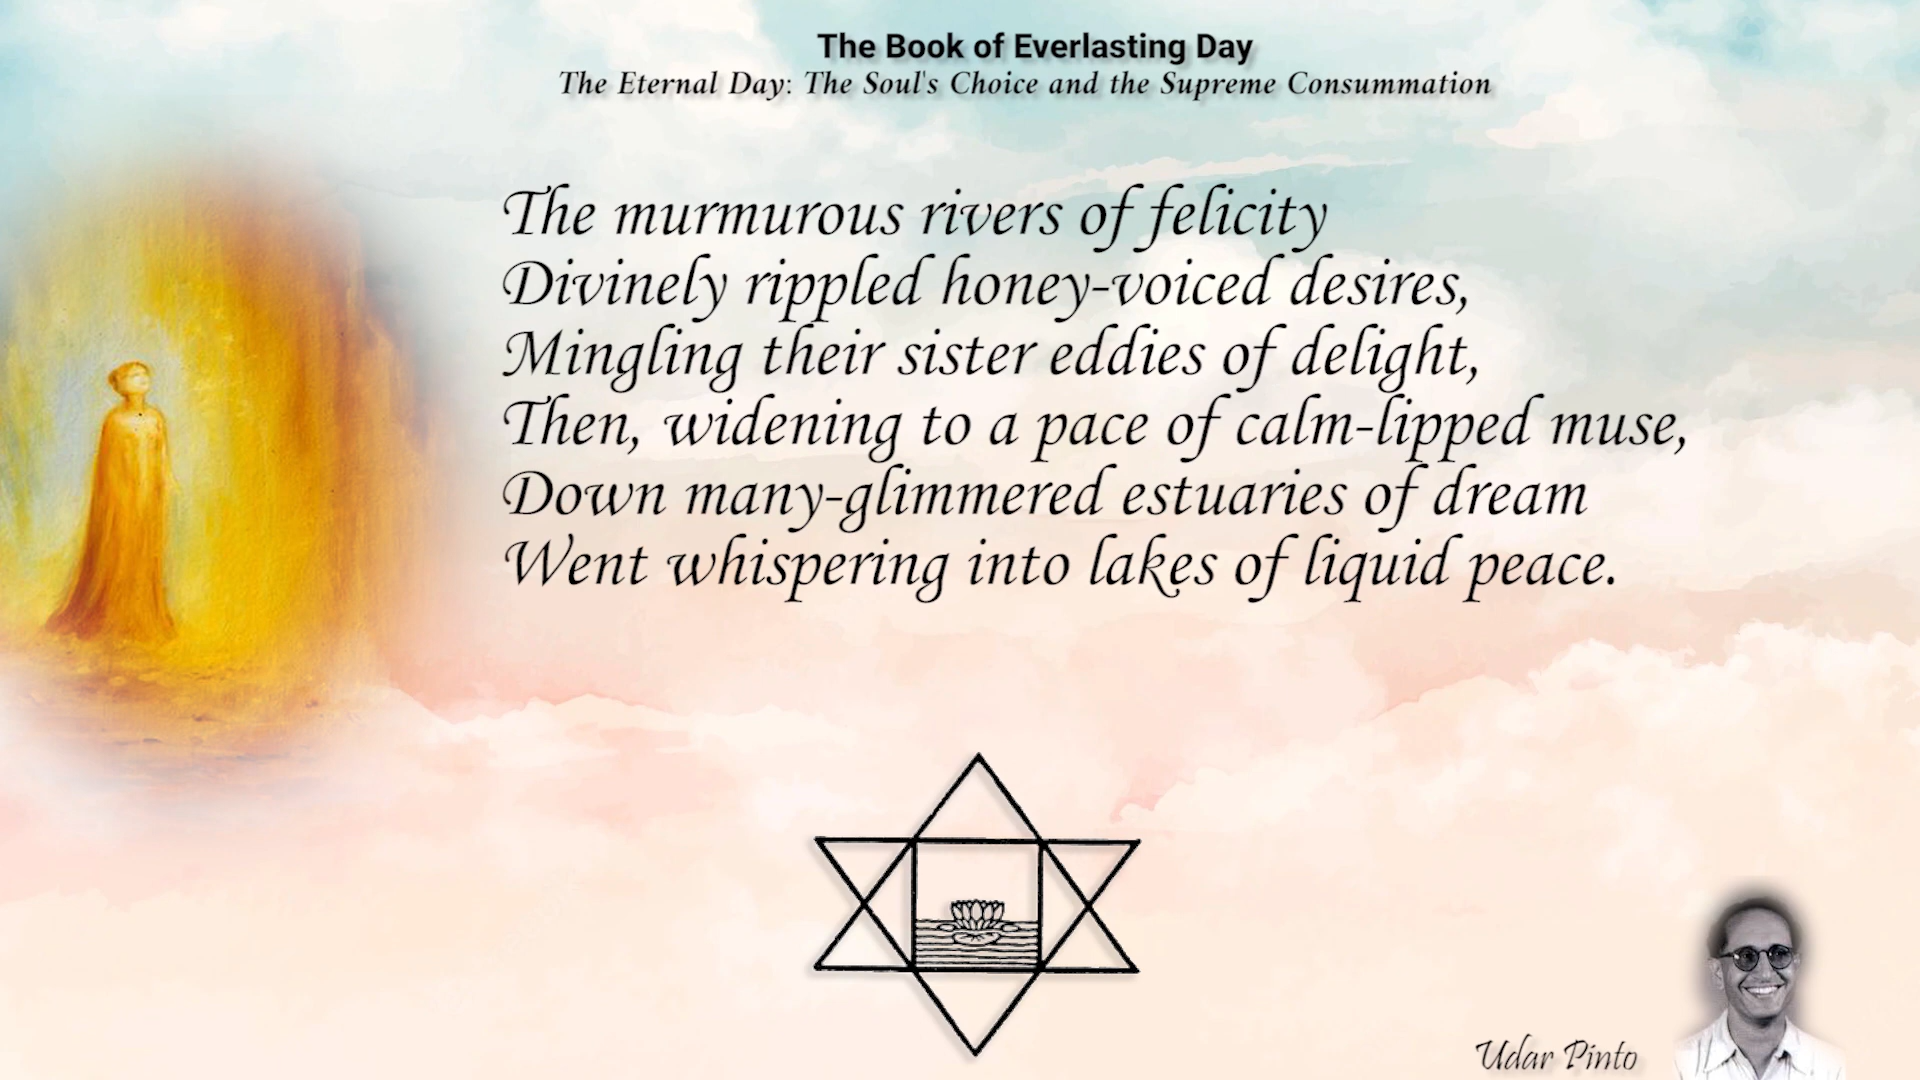 The Book of Everlasting Day
The Eternal Day: The Soul's Choice and the Supreme Consummation
The murmurous rivers of felicity
Divinely rippled honey-voiced desires,
Mingling their sister eddies of delight,
Then, widening to a pace of calm-lipped muse,
Down many-glimmered estuaries of dream
Went whispering into lakes of liquid peace.
Udar Pinto